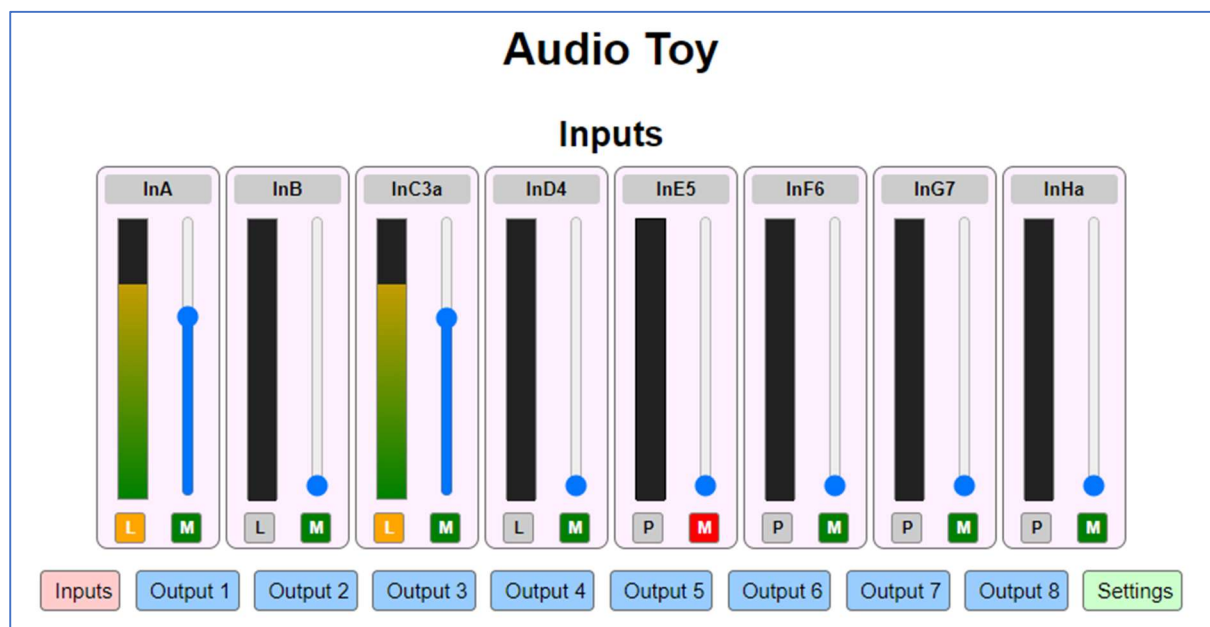 Audio Toy
Inputs
InA InB InC3a InD4 InE5 InF6 InG7 InHa
L M L M L M L M P M P M P M P M
Inputs Output 1 Output 2 Output 3 Output 4 Output 5 Output 6 Output 7 Output 8 Settings